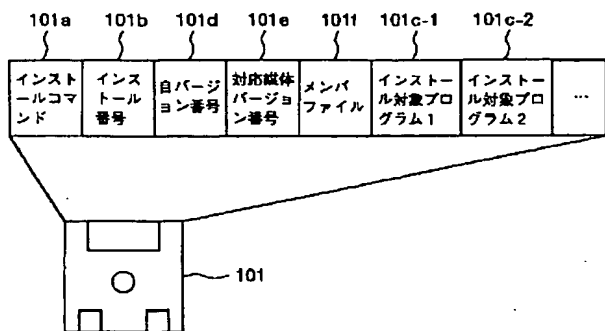 101a 101b 101d 101e 101f 101c-1 101c-2
インスト
ールコマ
ンド
インス
トール
番号
自バージ
ョン番号
対応媒体
バージョ
ン番号
メンバ
ファイル
インストー
ル対象プロ
グラム1
インストー
ル対象プロ
グラム2
…
101